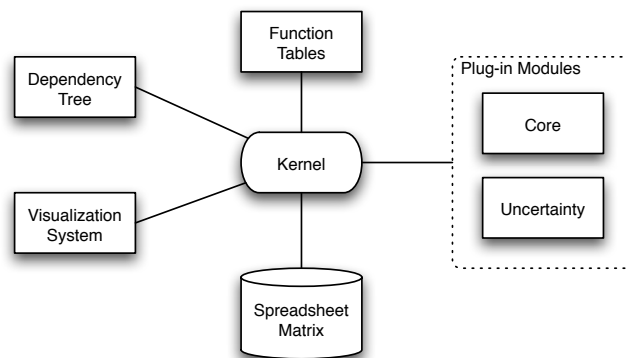 Function
Tables
Dependency
Tree
Plug-in Modules
Core
Kernel
Visualization
System
Uncertainty
Spreadsheet
Matrix